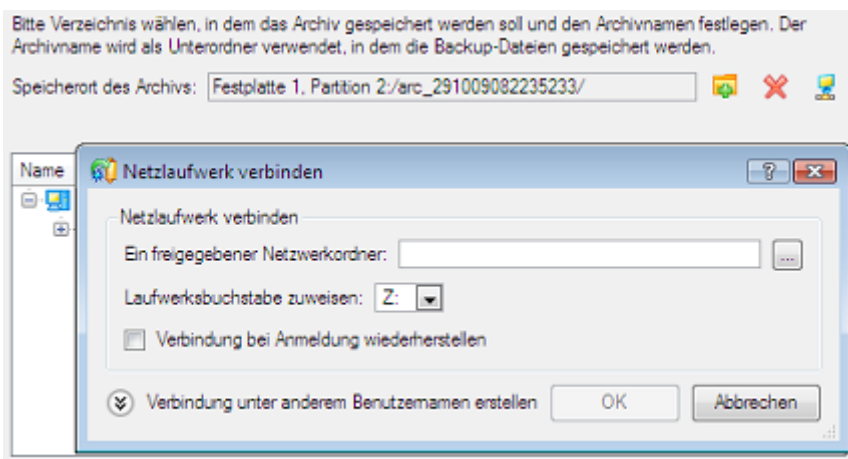 Bitte Verzeichnis wählen, in dem das Archiv gespeichert werden soll und den Archivnamen festlegen. Der
Archivname wird als Unterordner verwendet, in dem die Backup-Dateien gespeichert werden.
Speicherort des Archivs: Festplatte 1, Partition 2:/arc_291009082235233/
Name
Netzlaufwerk verbinden
Netzlaufwerk verbinden
Ein freigegebener Netzwerkordner: ...
Laufwerksbuchstabe zuweisen: Z:
Verbindung bei Anmeldung wiederherstellen
Verbindung unter anderem Benutzernamen erstellen OK Abbrechen